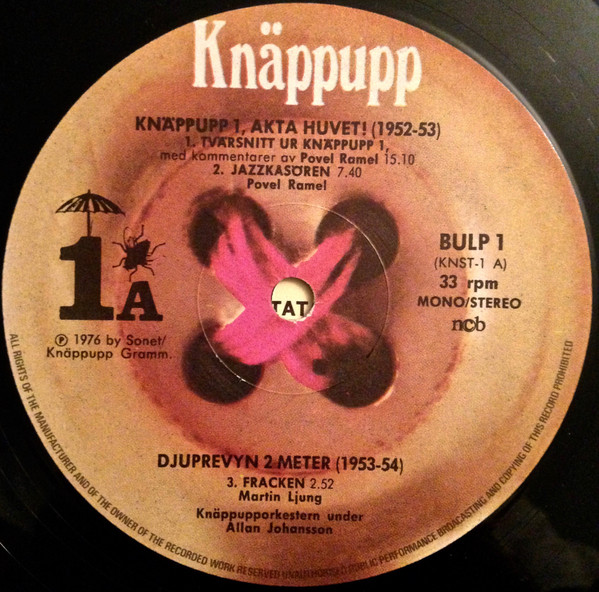 Knäppupp
KNÄPPUPP 1, AKTA HUVET! (1952-53)
1. TVÄRSNITT UR KNÄPPUPP 1,
med kommentarer av Povel Ramel 15.10
2. JAZZKASÖREN 7.40
Povel Ramel
1A
BULP 1
(KNST-1 A)
33 rpm
MONO/STEREO
ncb
TAT
Ⓟ 1976 by Sonet/
Knäppupp Gramm.
DJUPREVYN 2 METER (1953-54)
3. FRACKEN 2.52
Martin Ljung
Knäppupporkestern under
Allan Johansson
ALL RIGHTS OF THE MANUFACTURER AND OF THE OWNER OF THE RECORDED WORK RESERVED UNAUTHORISED PUBLIC PERFORMANCE BROADCASTING AND COPYING OF THIS RECORD PROHIBITED